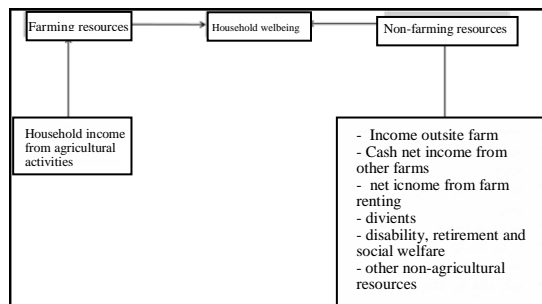 Farming resources
Household welbeing
Non-farming resources
Household income
from agricultural
activities
- Income outsite farm
- Cash net income from
other farms
- net icnome from farm
renting
- divients
- disability, retirement and
social welfare
- other non-agricultural
resources